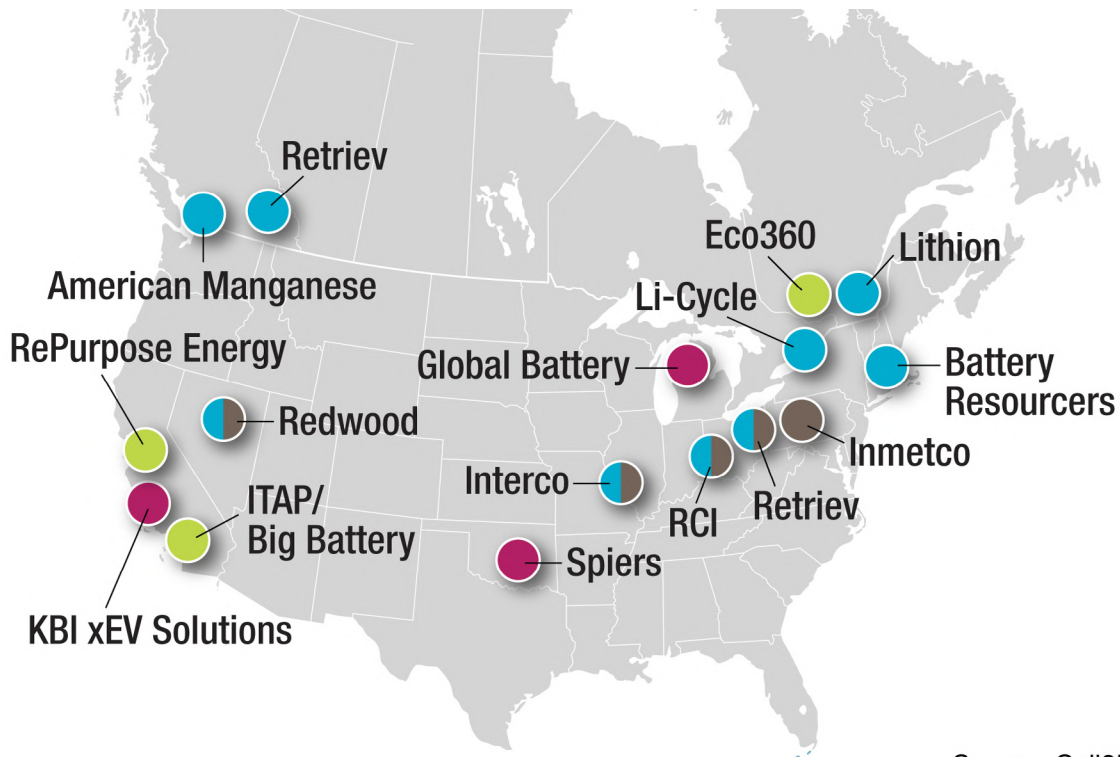 Retriev
American Manganese
RePurpose Energy
Redwood
ITAP/
Big Battery
KBI xEV Solutions
Eco360
Lithion
Li-Cycle
Global Battery
Battery
Resourcers
Inmetco
Interco
RCI
Retriev
Spiers